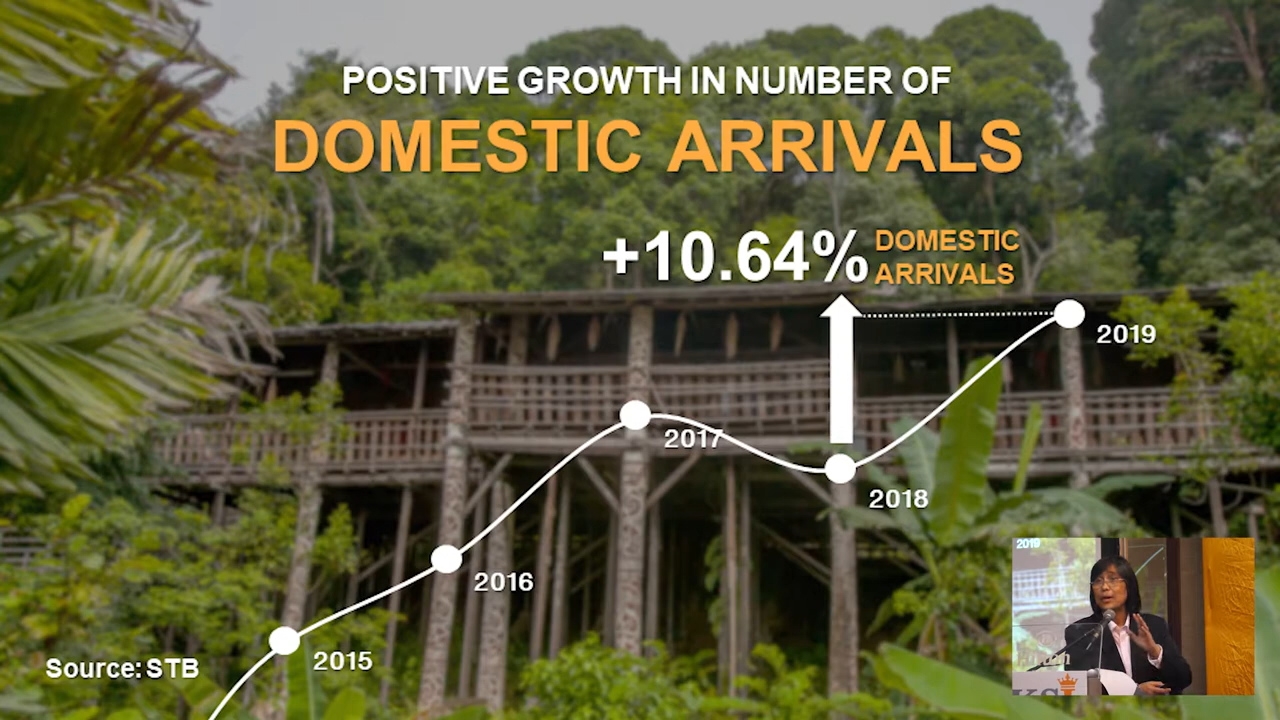 POSITIVE GROWTH IN NUMBER OF
DOMESTIC ARRIVALS
+10.64% DOMESTIC
ARRIVALS
2019
2017
2018
2016
2015
Source: STB
2019